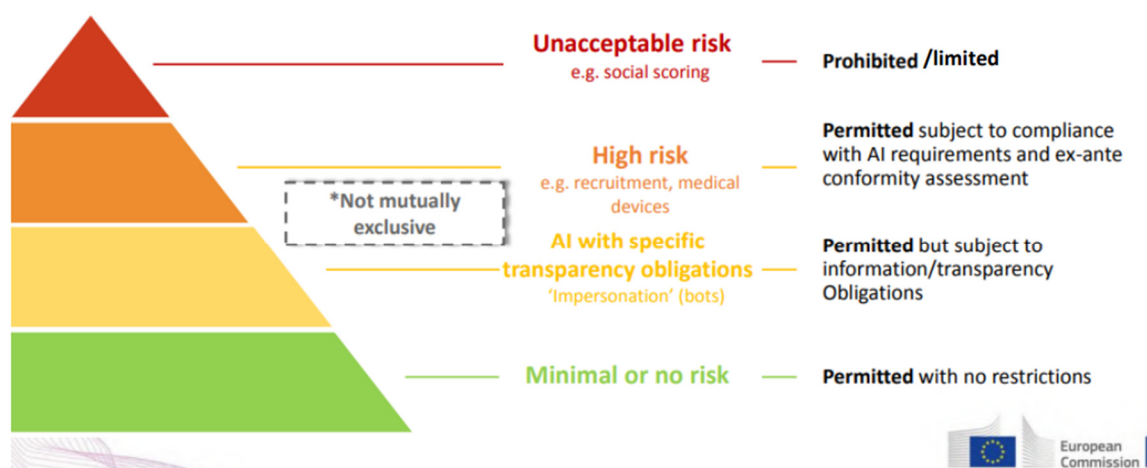 Unacceptable risk
e.g. social scoring
Prohibited /limited
High risk
e.g. recruitment, medical
devices
Permitted subject to compliance
with AI requirements and ex-ante
conformity assessment
*Not mutually
exclusive
AI with specific
transparency obligations
'Impersonation' (bots)
Permitted but subject to
information/transparency
Obligations
Minimal or no risk
Permitted with no restrictions
European
Commission